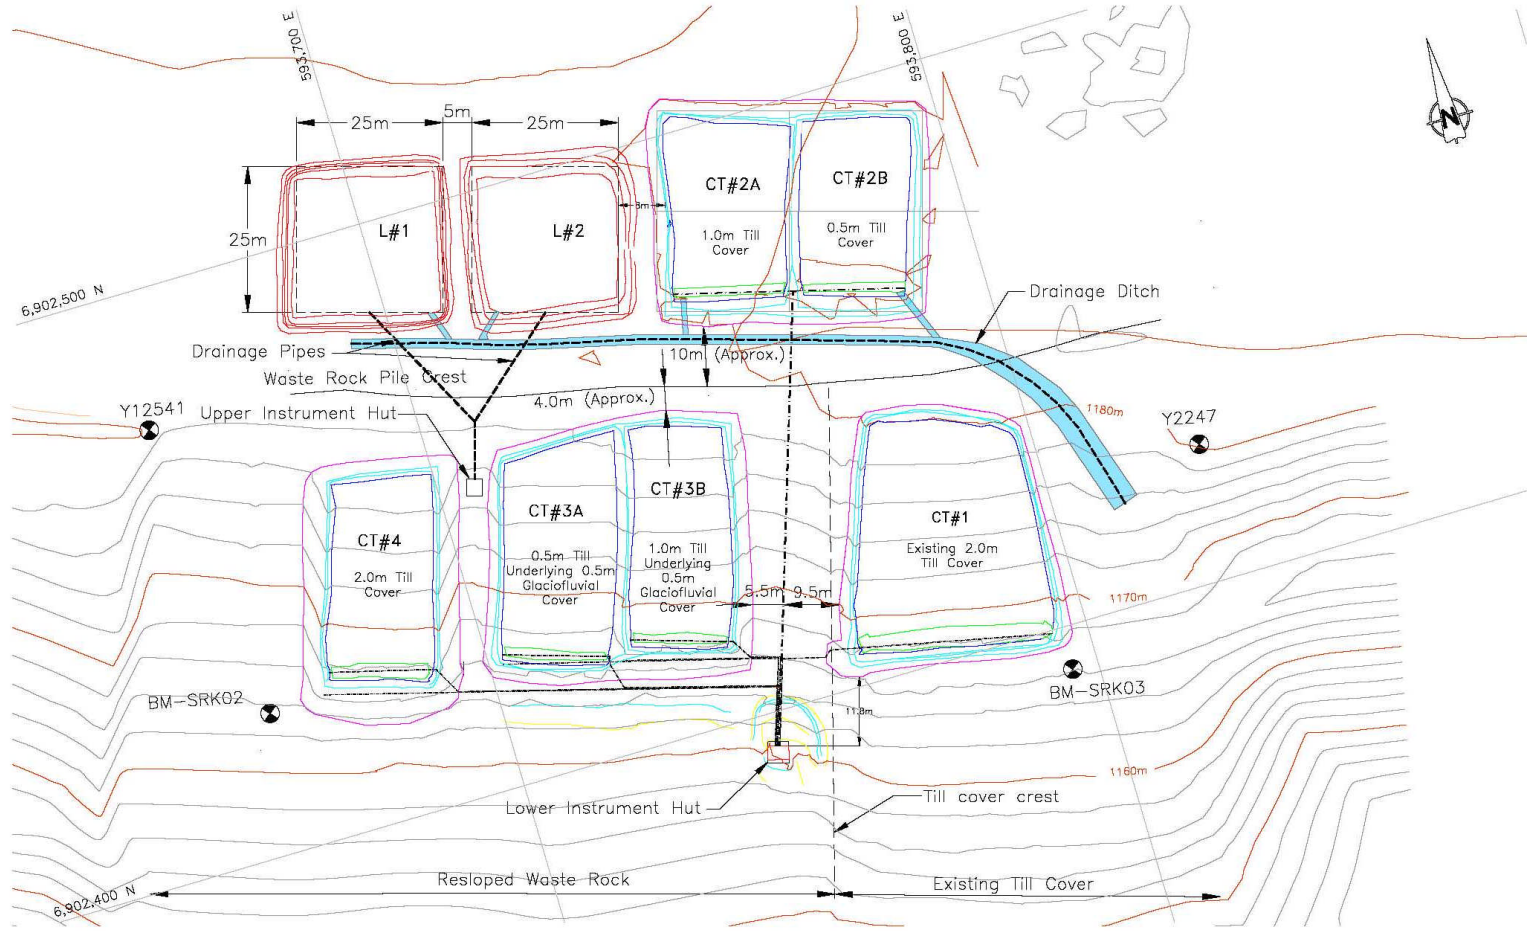 593,700 E
593,800 E
5m
25m
25m
N
CT#2A
CT#2B
L#1
L#2
8m
25m
1.0m Till
Cover
0.5m Till
Cover
6,902,500 N
Drainage Ditch
Drainage Pipes
10m (Approx.)
Waste Rock Pile Crest
4.0m (Approx.)
Y12541
Upper Instrument Hut
1180m
Y2247
CT#3A
CT#3B
CT#1
CT#4
Existing 2.0m
Till Cover
0.5m Till
Underlying 0.5m
Glaciofluvial
Cover
1.0m Till
Underlying
0.5m
Glaciofluvial
Cover
2.0m Till
Cover
5.5m
9.5m
1170m
BM-SRK02
BM-SRK03
11.8m
1160m
Lower Instrument Hut
Till cover crest
Resloped Waste Rock
Existing Till Cover
6,902,400 N